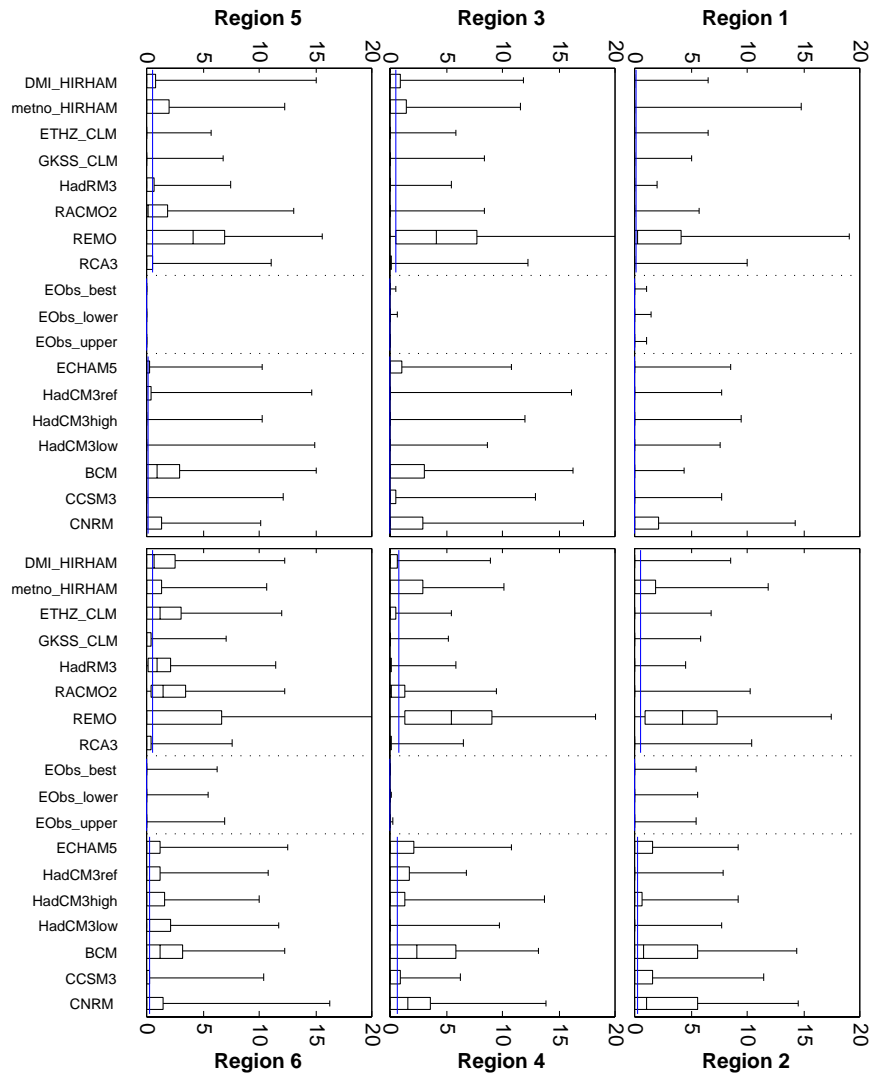 Region 5 Region 3 Region 1
0 5 10 15 20 0 5 10 15 20 0 5 10 15 20
DMI_HIRHAM
metno_HIRHAM
ETHZ_CLM
GKSS_CLM
HadRM3
RACMO2
REMO
RCA3
EObs_best
EObs_lower
EObs_upper
ECHAM5
HadCM3ref
HadCM3high
HadCM3low
BCM
CCSM3
CNRM
DMI_HIRHAM
metno_HIRHAM
ETHZ_CLM
GKSS_CLM
HadRM3
RACMO2
REMO
RCA3
EObs_best
EObs_lower
EObs_upper
ECHAM5
HadCM3ref
HadCM3high
HadCM3low
BCM
CCSM3
CNRM
0 5 10 15 20 0 5 10 15 20 0 5 10 15 20
Region 6 Region 4 Region 2